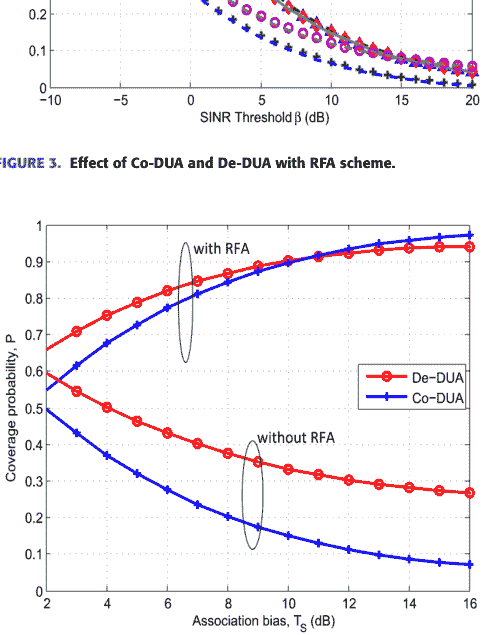 0.2
0.1
0
−10 −5 0 5 10 15 20
SINR Threshold β (dB)
FIGURE 3. Effect of Co-DUA and De-DUA with RFA scheme.
1
with RFA
0.9
0.8
0.7
0.6
De−DUA
Co−DUA
0.5
without RFA
0.4
0.3
0.2
0.1
0
Coverage probability, P
2 4 6 8 10 12 14 16
Association bias, T_S (dB)